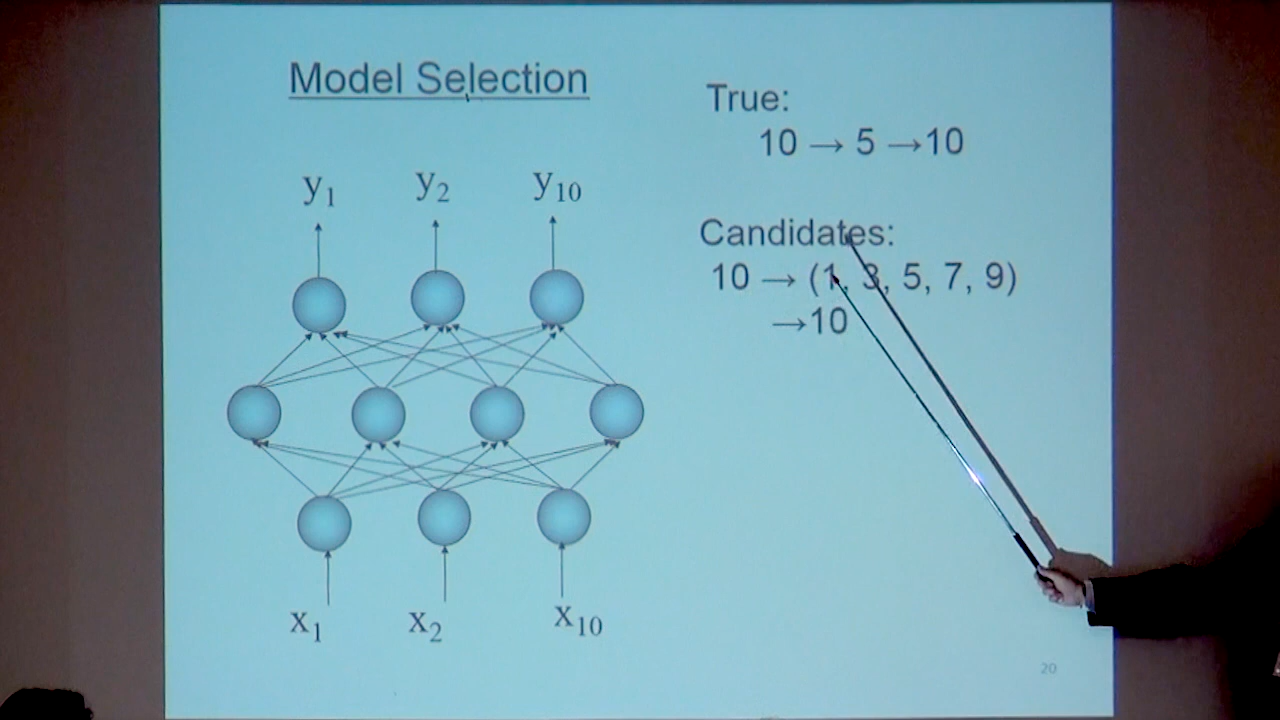 Model Selection
True:
10 → 5 →10
Candidates:
10 → (1, 3, 5, 7, 9)
→10
y1 y2 y10
x1 x2 x10
20